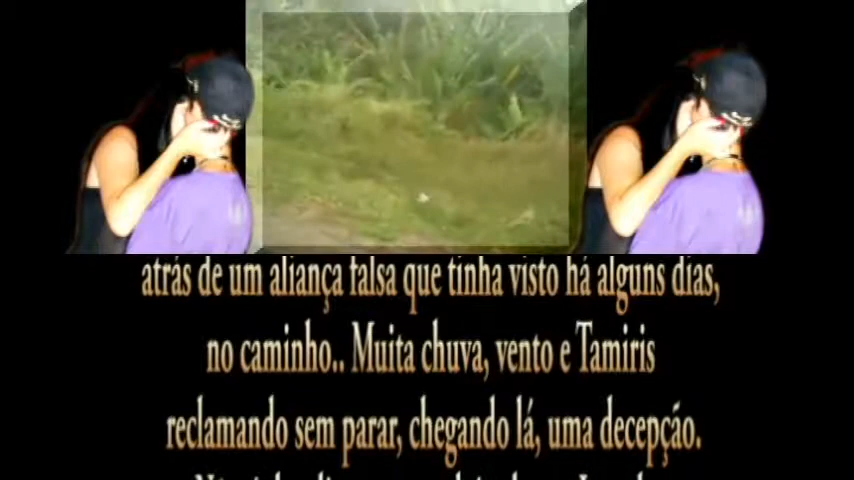 atrás de um aliança falsa que tinha visto há alguns dias,
no caminho.. Muita chuva, vento e Tamiris
reclamando sem parar, chegando lá, uma decepção.